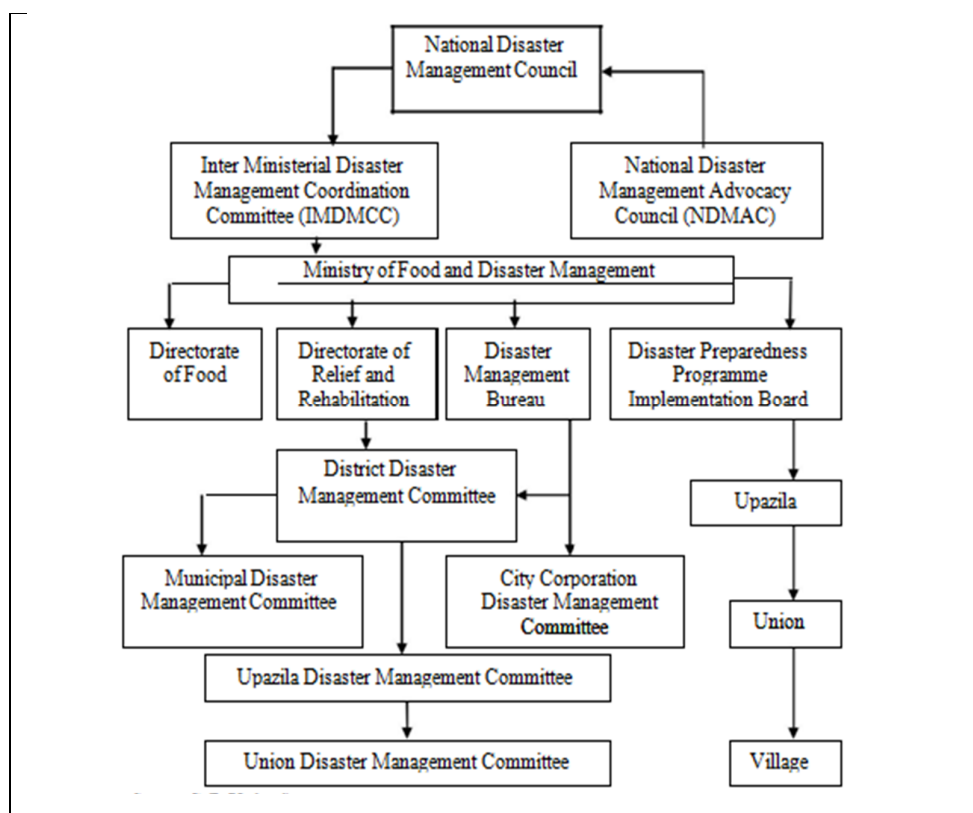 National Disaster
Management Council
Inter Ministerial Disaster
Management Coordination
Committee (IMDMCC)
National Disaster
Management Advocacy
Council (NDMAC)
Ministry of Food and Disaster Management
Directorate
of Food
Directorate of
Relief and
Rehabilitation
Disaster
Management
Bureau
Disaster Preparedness
Programme
Implementation Board
District Disaster
Management Committee
Upazila
Municipal Disaster
Management Committee
City Corporation
Disaster Management
Committee
Union
Upazila Disaster Management Committee
Union Disaster Management Committee
Village